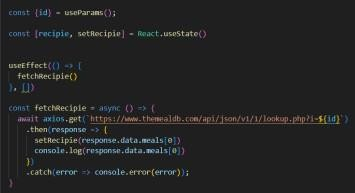 const {id} = useParams();
const [recipie, setRecipie] = React.useState()
useEffect(() => {
fetchRecipie()
}, [])
const fetchRecipie = async () => {
await axios.get(`https://www.themealdb.com/api/json/v1/1/lookup.php?i=${id}`)
.then(response => {
setRecipie(response.data.meals[0])
console.log(response.data.meals[0])
})
.catch(error => console.error(error));
}